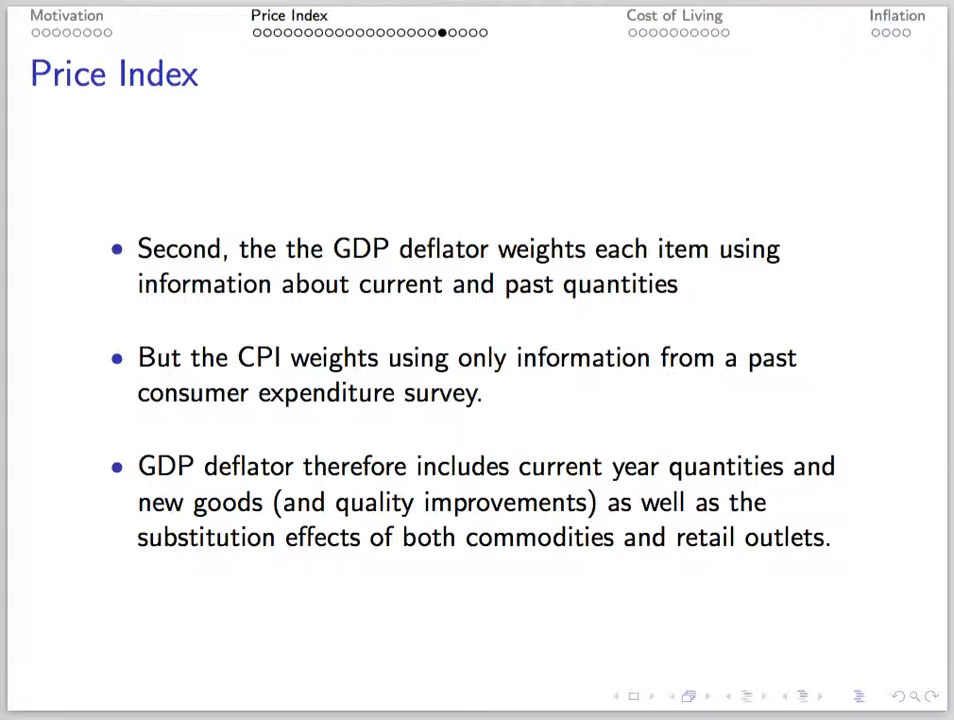 Motivation Price Index Cost of Living Inflation
Price Index
• Second, the the GDP deflator weights each item using
information about current and past quantities
• But the CPI weights using only information from a past
consumer expenditure survey.
• GDP deflator therefore includes current year quantities and
new goods (and quality improvements) as well as the
substitution effects of both commodities and retail outlets.